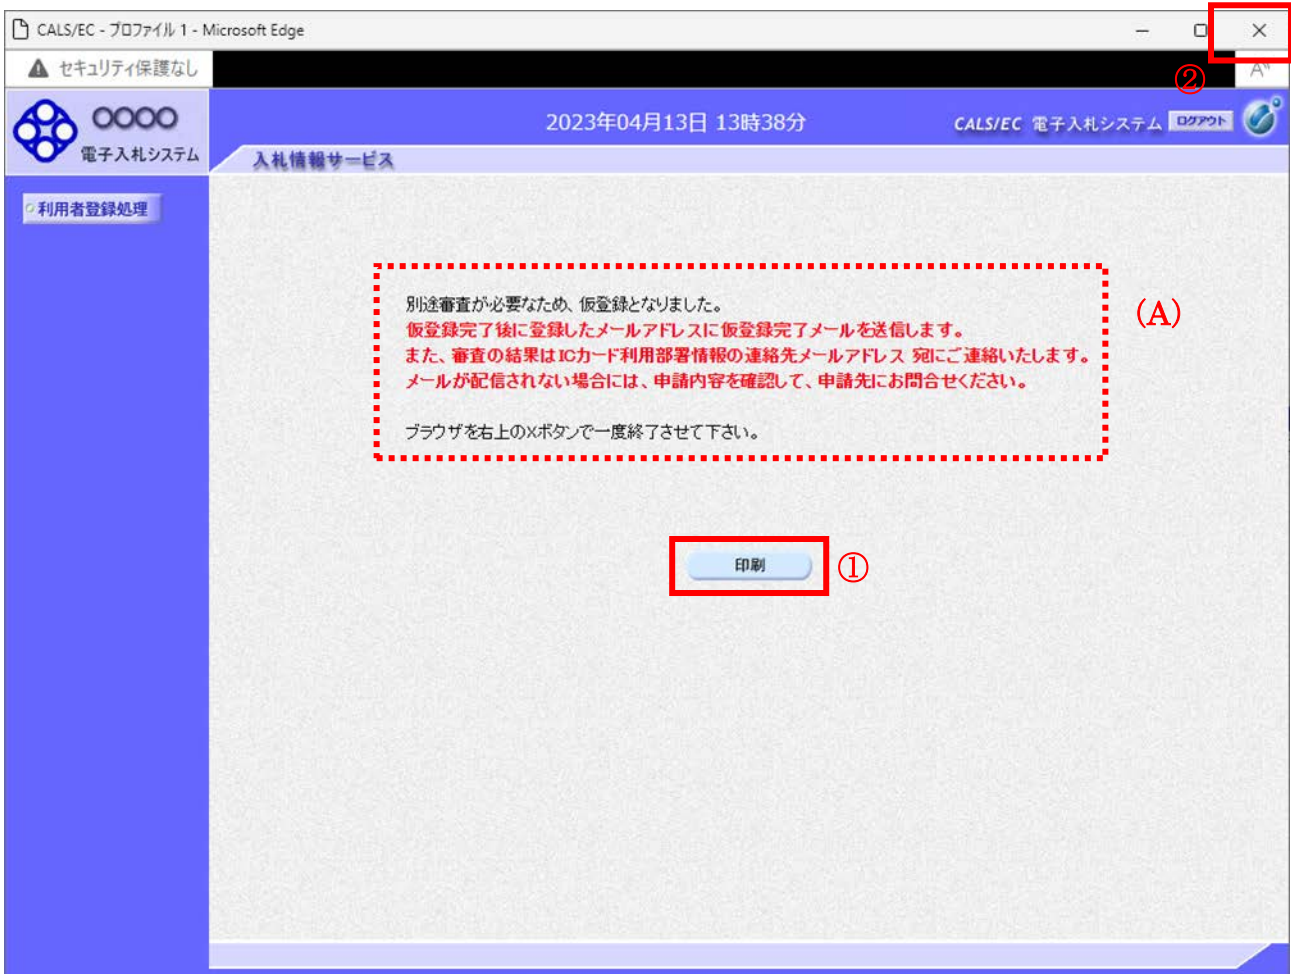 CALS/EC - プロファイル 1 - Microsoft Edge
セキュリティ保護なし
②
OOOO
電子入札システム
2023年04月13日 13時38分
CALS/EC 電子入札システム
ログアウト
入札情報サービス
利用者登録処理
別途審査が必要なため、仮登録となりました。
仮登録完了後に登録したメールアドレスに仮登録完了メールを送信します。
また、審査の結果はICカード利用部署情報の連絡先メールアドレス 宛にご連絡いたします。
メールが配信されない場合には、申請内容を確認して、申請先にお問合せください。
ブラウザを右上の×ボタンで一度終了させて下さい。
(A)
印刷
①